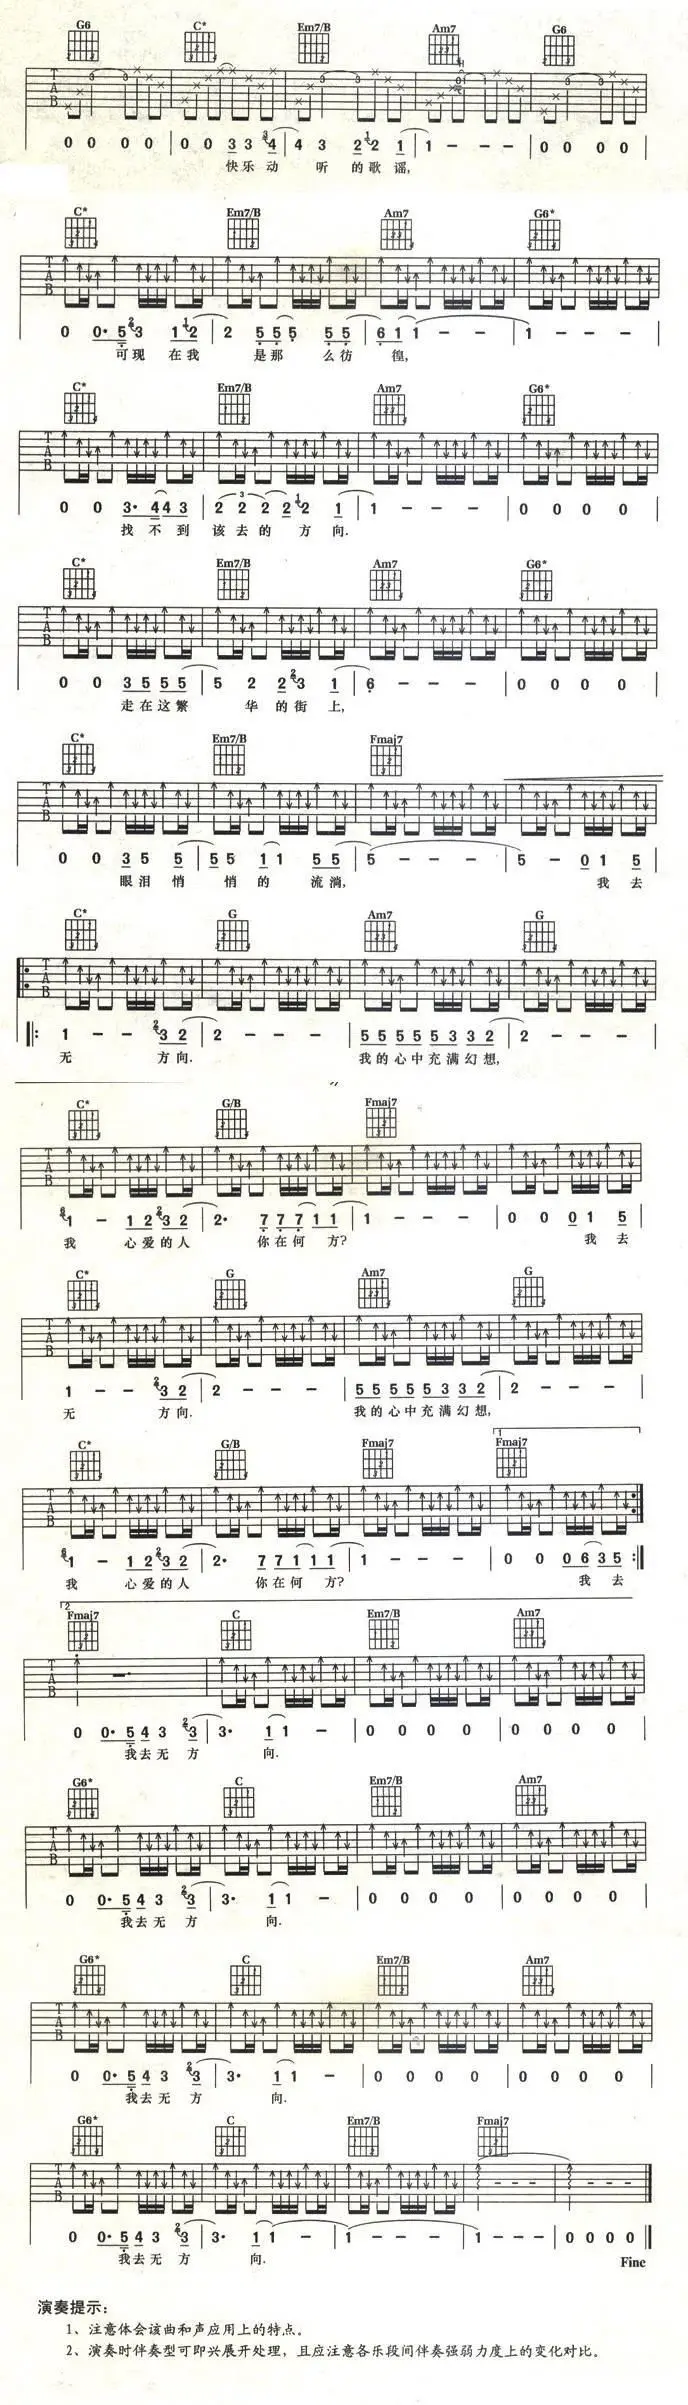 G6 C* Em7/B Am7 G6
T A B
0 0 0 0 | 0 0 3 3 4 | 4 3 2 2 1 | 1 - - - | 0 0 0 0 |
快乐动 听 的歌 谣,
C* Em7/B Am7 G6*
T A B
0 0· 5 3 1 2 | 2 5 5 5 5 5 | 6 1 1 - - | 1 - - - |
可现 在我 是那 么彷 徨,
C* Em7/B Am7 G6*
T A B
0 0 3· 4 4 3 | 2 2 2 2 2 1 | 1 - - - | 0 0 0 0 |
找 不 到 该 去 的 方 向.
C* Em7/B Am7 G6*
T A B
0 0 3 5 5 5 | 5 2 2 3 1 | 6 - - - | 0 0 0 0 |
走在这繁 华 的 街 上,
C* Em7/B Fmaj7
T A B
0 0 3 5 5 | 5 5 1 1 5 5 | 5 - - - | 5 - 0 1 5 |
眼泪 悄 悄 的 流淌, 我 去
C* G Am7 G
T A B
1 - - 3 2 | 2 - - - | 5 5 5 5 5 3 3 2 | 2 - - - |
无 方向. 我的心中充满幻想,
C* G/B Fmaj7
T A B
1 - 1 2 3 2 | 2· 7 7 7 1 1 1 | 1 - - - | 0 0 0 1 5 |
我 心爱的人 你在何 方? 我 去
C* G Am7 G
T A B
1 - - 3 2 | 2 - - - | 5 5 5 5 5 3 3 2 | 2 - - - |
无 方向. 我的心中充满幻想,
1
C* G/B Fmaj7 Fmaj7
T A B
1 - 1 2 3 2 | 2· 7 7 1 1 1 | 1 - - - | 0 0 0 6 3 5 :||
我 心爱的人 你在何 方? 我 去
2
Fmaj7 C Em7/B Am7
T A B
0 0· 5 4 3 3 | 3· 1 1 - | 0 0 0 0 | 0 0 0 0 |
我去无 方 向.
G6* C Em7/B Am7
T A B
0 0· 5 4 3 3 | 3· 1 1 - | 0 0 0 0 | 0 0 0 0 |
我去无 方 向.
G6* C Em7/B Am7
T A B
0 0· 5 4 3 3 | 3· 1 1 - | 0 0 0 0 | 0 0 0 0 |
我去无 方 向.
G6* C Em7/B Fmaj7
T A B
0 0· 5 4 3 3 | 3· 1 1 - | 1 - - - | 1 - - - | 0 0 0 0 ||
我去无 方 向.
Fine
演奏提示：
1、注意体会该曲和声应用上的特点。
2、演奏时伴奏型可即兴展开处理，且应注意各乐段间伴奏强弱力度上的变化对比。